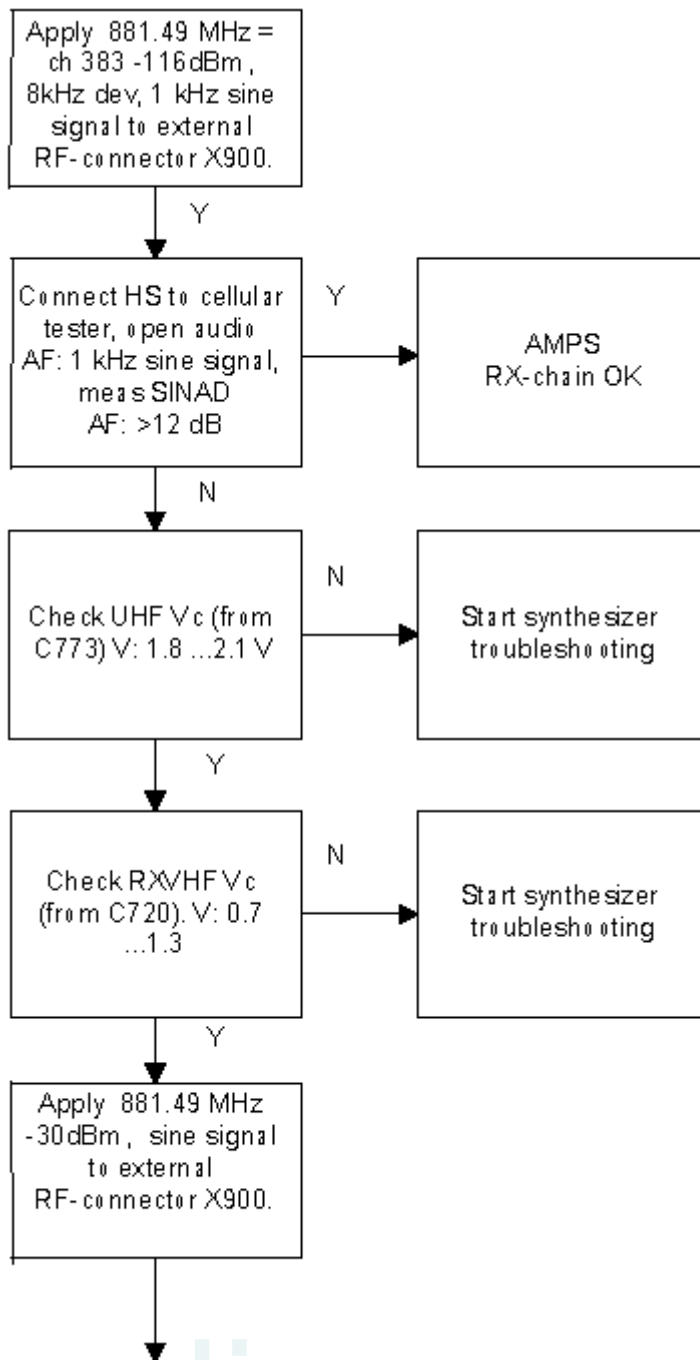 Apply 881.49 MHz =
ch 383 -116dBm,
8kHz dev, 1 kHz sine
signal to external
RF-connector X900.
Y
Connect HS to cellular
tester, open audio
AF: 1 kHz sine signal,
meas SINAD
AF: >12 dB
Y
AMPS
RX-chain OK
N
Check UHF Vc (from
C773) V: 1.8 ...2.1 V
N
Start synthesizer
troubleshooting
Y
Check RXVHF Vc
(from C720). V: 0.7
...1.3
N
Start synthesizer
troubleshooting
Y
Apply 881.49 MHz
-30dBm, sine signal
to external
RF-connector X900.